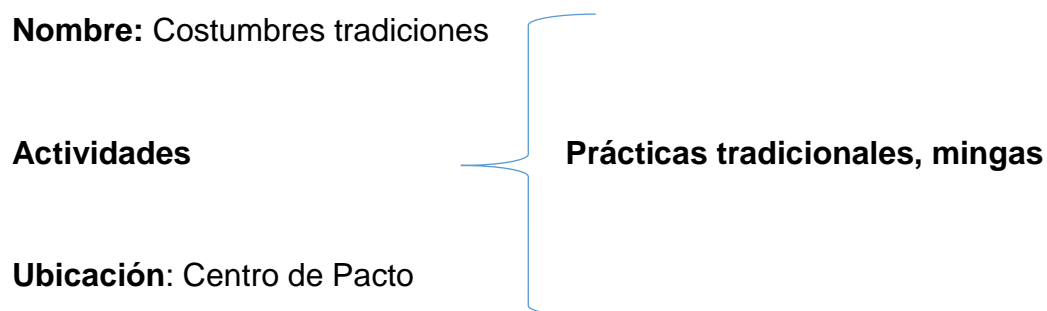 Nombre: Costumbres tradiciones
Actividades Prácticas tradicionales, mingas
Ubicación: Centro de Pacto